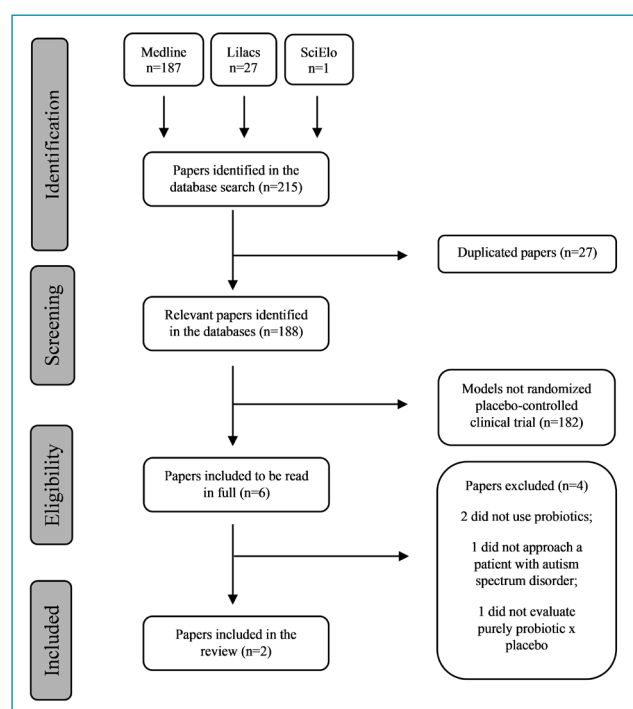 Medline
n=187
Lilacs
n=27
SciElo
n=1
Identification
Papers identified in the
database search (n=215)
Duplicated papers (n=27)
Screening
Relevant papers identified
in the databases (n=188)
Models not randomized
placebo-controlled
clinical trial (n=182)
Eligibility
Papers included to be read
in full (n=6)
Papers excluded (n=4)
2 did not use probiotics;
1 did not approach a
patient with autism
spectrum disorder;
1 did not evaluate
purely probiotic x
placebo
Included
Papers included in the
review (n=2)